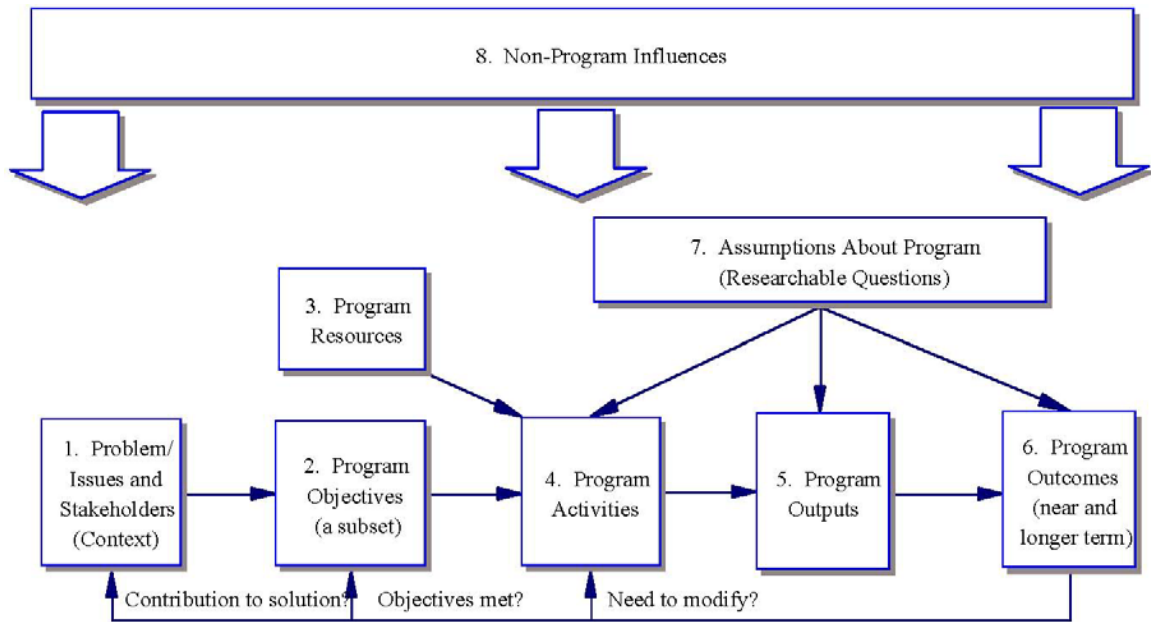 8. Non-Program Influences
7. Assumptions About Program
(Researchable Questions)
3. Program
Resources
1. Problem/
Issues and
Stakeholders
(Context)
2. Program
Objectives
(a subset)
4. Program
Activities
5. Program
Outputs
6. Program
Outcomes
(near and
longer term)
Contribution to solution?
Objectives met?
Need to modify?